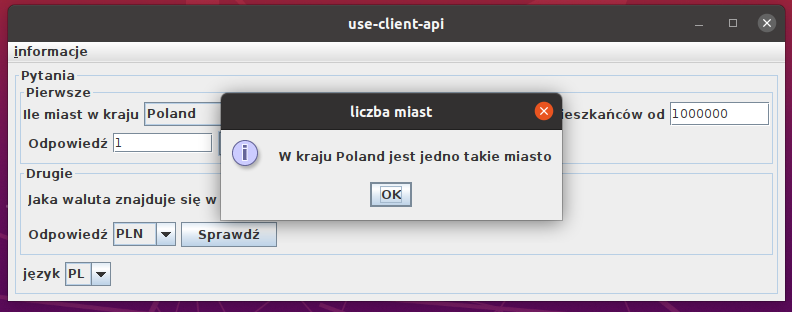 use-client-api
informacje
Pytania
Pierwsze
Ile miast w kraju Poland
ieszkańców od 1000000
Odpowiedź 1
liczba miast
W kraju Poland jest jedno takie miasto
OK
Drugie
Jaka waluta znajduje się w
Odpowiedź PLN Sprawdź
język PL